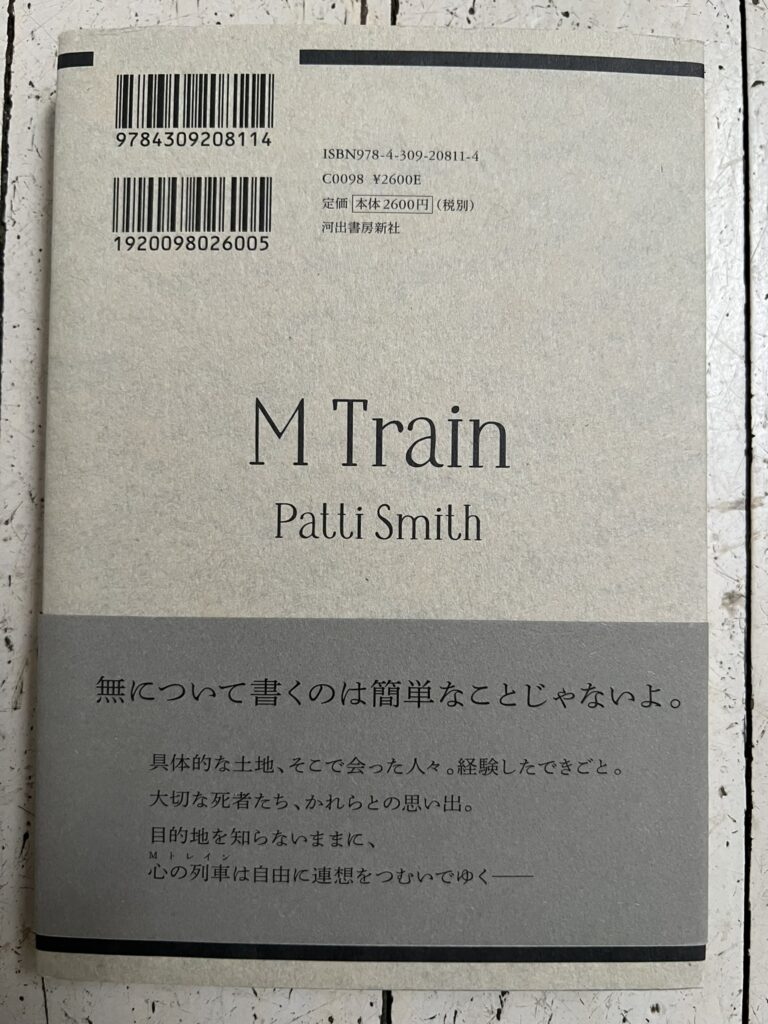 9784309208114
ISBN978-4-309-20811-4
C0098 ¥2600E
定価 本体2600円(税別)
河出書房新社
1920098026005
M Train
Patti Smith
無について書くのは簡単なことじゃないよ。
具体的な土地、そこで会った人々。経験したできごと。
大切な死者たち、かれらとの思い出。
目的地を知らないままに、
Mトレイン
心の列車は自由に連想をつむいでゆく——